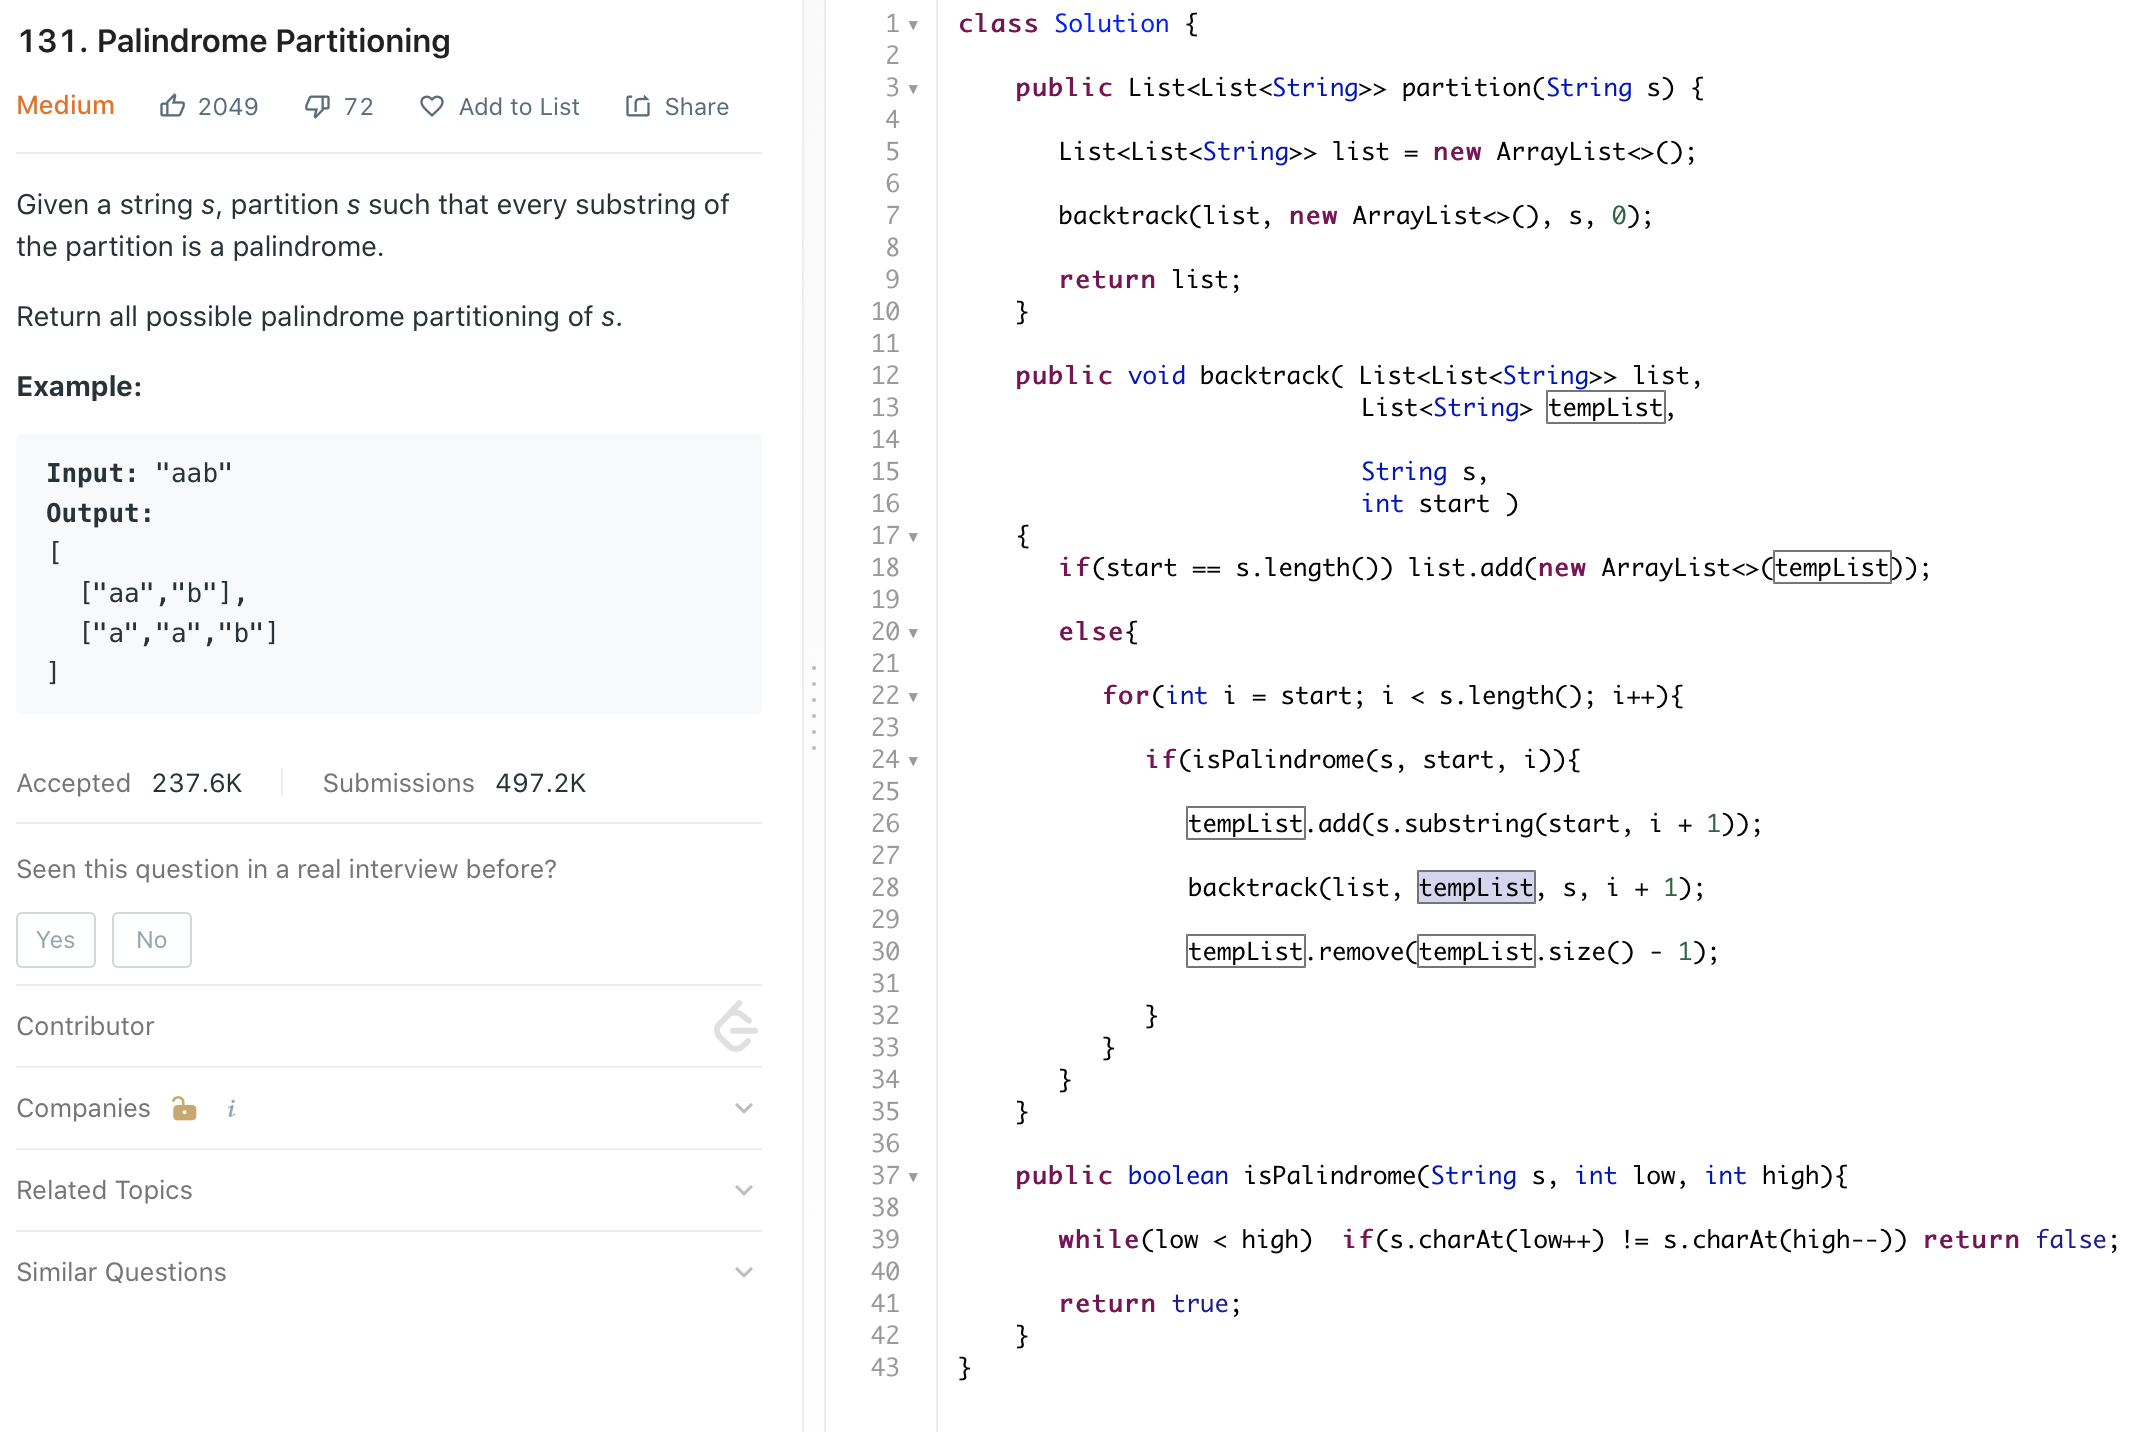 131. Palindrome Partitioning
Medium 2049 72 Add to List Share
Given a string s, partition s such that every substring of
the partition is a palindrome.
Return all possible palindrome partitioning of s.
Example:
Input: "aab"
Output:
[
["aa","b"],
["a","a","b"]
]
Accepted 237.6K Submissions 497.2K
Seen this question in a real interview before?
Yes No
Contributor
Companies i
Related Topics
Similar Questions
1 class Solution {
2
3 public List<List<String>> partition(String s) {
4
5 List<List<String>> list = new ArrayList<>();
6
7 backtrack(list, new ArrayList<>(), s, 0);
8
9 return list;
10 }
11
12 public void backtrack( List<List<String>> list,
13 List<String> tempList,
14
15 String s,
16 int start )
17 {
18 if(start == s.length()) list.add(new ArrayList<>(tempList));
19
20 else{
21
22 for(int i = start; i < s.length(); i++){
23
24 if(isPalindrome(s, start, i)){
25
26 tempList.add(s.substring(start, i + 1));
27
28 backtrack(list, tempList, s, i + 1);
29
30 tempList.remove(tempList.size() - 1);
31
32 }
33 }
34 }
35 }
36
37 public boolean isPalindrome(String s, int low, int high){
38
39 while(low < high) if(s.charAt(low++) != s.charAt(high--)) return false;
40
41 return true;
42 }
43 }